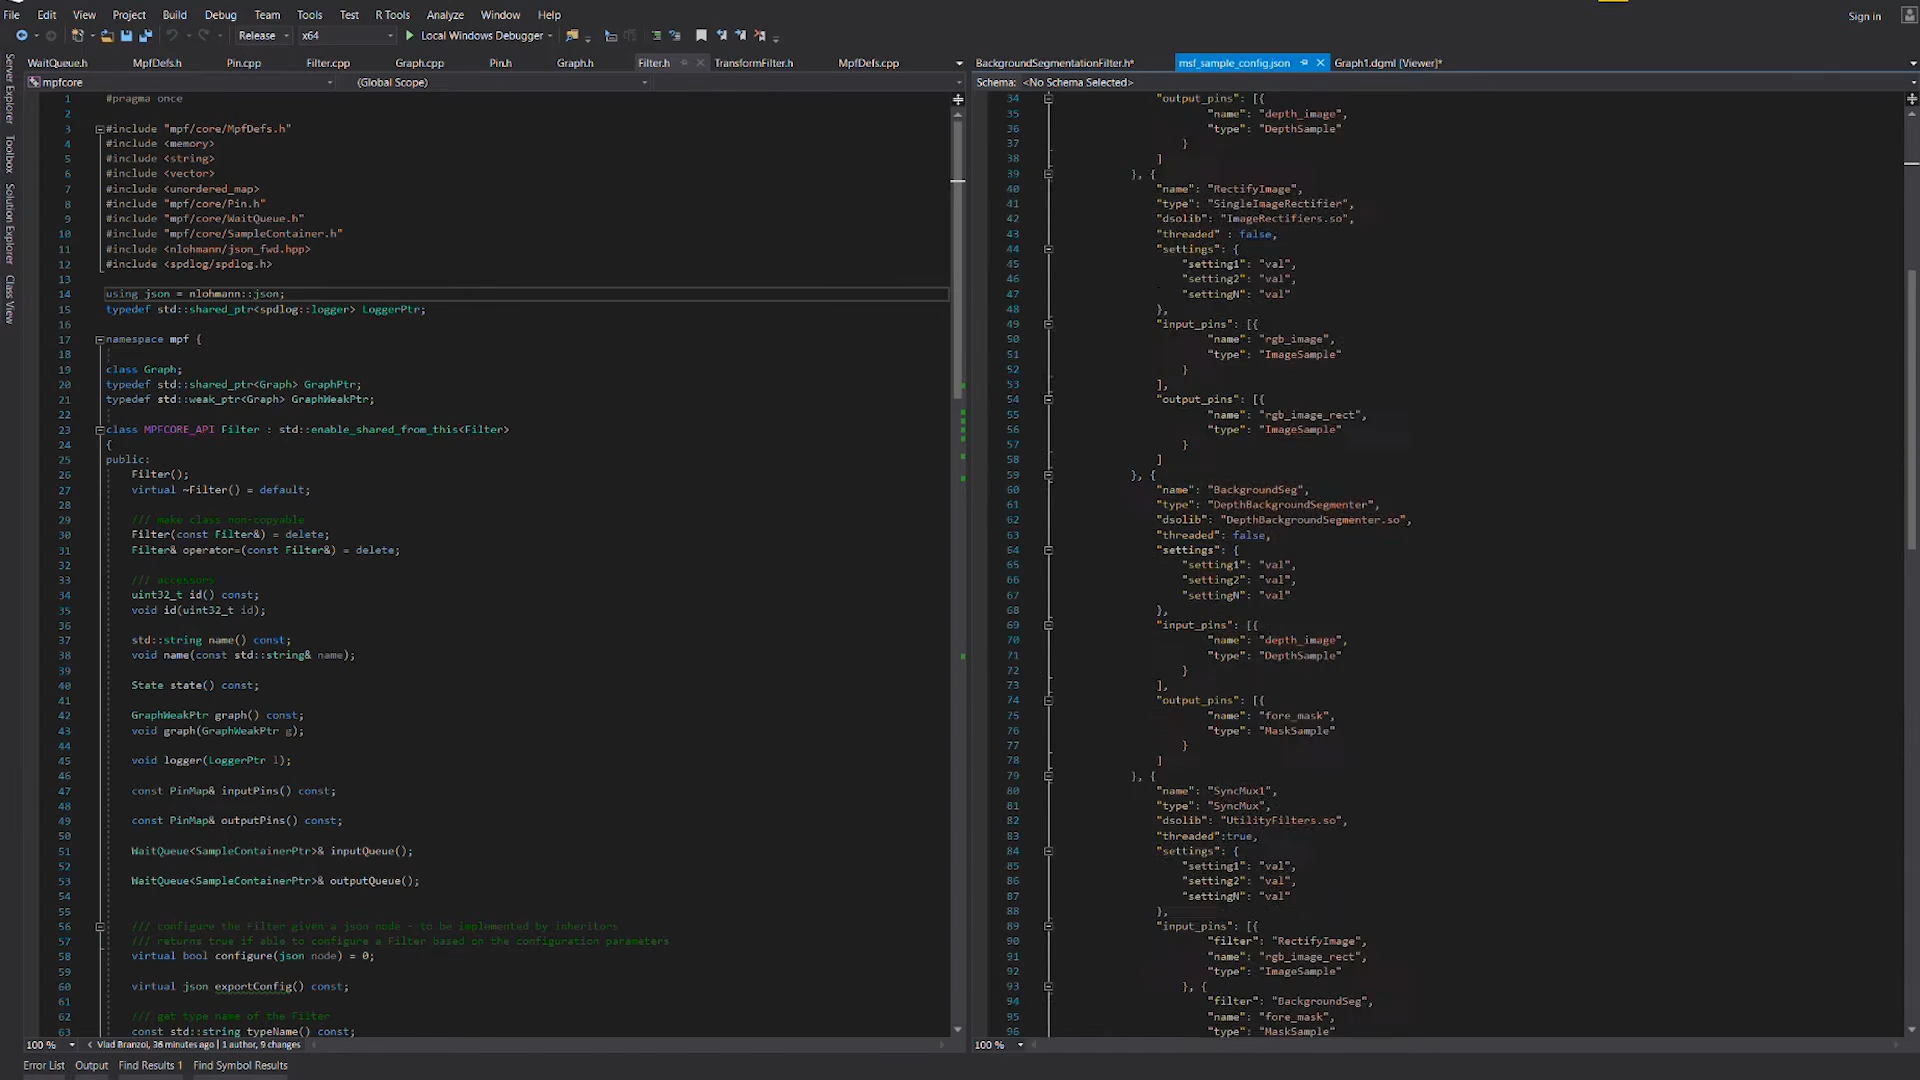 File Edit View Project Build Debug Team Tools Test R Tools Analyze Window Help
Sign in
Release x64 Local Windows Debugger
WaitQueue.h MpfDefs.h Pin.cpp Filter.cpp Graph.cpp Pin.h Graph.h Filter.h TransformFilter.h MpfDefs.cpp
mpfcore (Global Scope)
Server Explorer
Toolbox
Solution Explorer
Class View
1 #pragma once
2
3 #include "mpf/core/MpfDefs.h"
4 #include <memory>
5 #include <string>
6 #include <vector>
7 #include <unordered_map>
8 #include "mpf/core/Pin.h"
9 #include "mpf/core/WaitQueue.h"
10 #include "mpf/core/SampleContainer.h"
11 #include <nlohmann/json_fwd.hpp>
12 #include <spdlog/spdlog.h>
13
14 using json = nlohmann::json;
15 typedef std::shared_ptr<spdlog::logger> LoggerPtr;
16
17 namespace mpf {
18
19 class Graph;
20 typedef std::shared_ptr<Graph> GraphPtr;
21 typedef std::weak_ptr<Graph> GraphWeakPtr;
22
23 class MPFCORE_API Filter : std::enable_shared_from_this<Filter>
24 {
25 public:
26 Filter();
27 virtual ~Filter() = default;
28
29 /// make class non-copyable
30 Filter(const Filter&) = delete;
31 Filter& operator=(const Filter&) = delete;
32
33 /// accessors
34 uint32_t id() const;
35 void id(uint32_t id);
36
37 std::string name() const;
38 void name(const std::string& name);
39
40 State state() const;
41
42 GraphWeakPtr graph() const;
43 void graph(GraphWeakPtr g);
44
45 void logger(LoggerPtr l);
46
47 const PinMap& inputPins() const;
48
49 const PinMap& outputPins() const;
50
51 WaitQueue<SampleContainerPtr>& inputQueue();
52
53 WaitQueue<SampleContainerPtr>& outputQueue();
54
55
56 /// configure the Filter given a json node - to be implemented by inheritors
57 /// returns true if able to configure a Filter based on the configuration parameters
58 virtual bool configure(json node) = 0;
59
60 virtual json exportConfig() const;
61
62 /// get type name of the Filter
63 const std::string typeName() const;
100 % Vlad Branzoi, 36 minutes ago | 1 author, 9 changes
BackgroundSegmentationFilter.h* msf_sample_config.json Graph1.dgml [Viewer]*
Schema: <No Schema Selected>
34 "output_pins": [{
35 "name": "depth_image",
36 "type": "DepthSample"
37 }
38 ]
39 }, {
40 "name": "RectifyImage",
41 "type": "SingleImageRectifier",
42 "dsolib": "ImageRectifiers.so",
43 "threaded" : false,
44 "settings": {
45 "setting1": "val",
46 "setting2": "val",
47 "settingN": "val"
48 },
49 "input_pins": [{
50 "name": "rgb_image",
51 "type": "ImageSample"
52 }
53 ],
54 "output_pins": [{
55 "name": "rgb_image_rect",
56 "type": "ImageSample"
57 }
58 ]
59 }, {
60 "name": "BackgroundSeg",
61 "type": "DepthBackgroundSegmenter",
62 "dsolib": "DepthBackgroundSegmenter.so",
63 "threaded": false,
64 "settings": {
65 "setting1": "val",
66 "setting2": "val",
67 "settingN": "val"
68 },
69 "input_pins": [{
70 "name": "depth_image",
71 "type": "DepthSample"
72 }
73 ],
74 "output_pins": [{
75 "name": "fore_mask",
76 "type": "MaskSample"
77 }
78 ]
79 }, {
80 "name": "SyncMux1",
81 "type": "SyncMux",
82 "dsolib": "UtilityFilters.so",
83 "threaded":true,
84 "settings": {
85 "setting1": "val",
86 "setting2": "val",
87 "settingN": "val"
88 },
89 "input_pins": [{
90 "filter": "RectifyImage",
91 "name": "rgb_image_rect",
92 "type": "ImageSample"
93 }, {
94 "filter": "BackgroundSeg",
95 "name": "fore_mask",
96 "type": "MaskSample"
100 %
Error List Output Find Results 1 Find Symbol Results